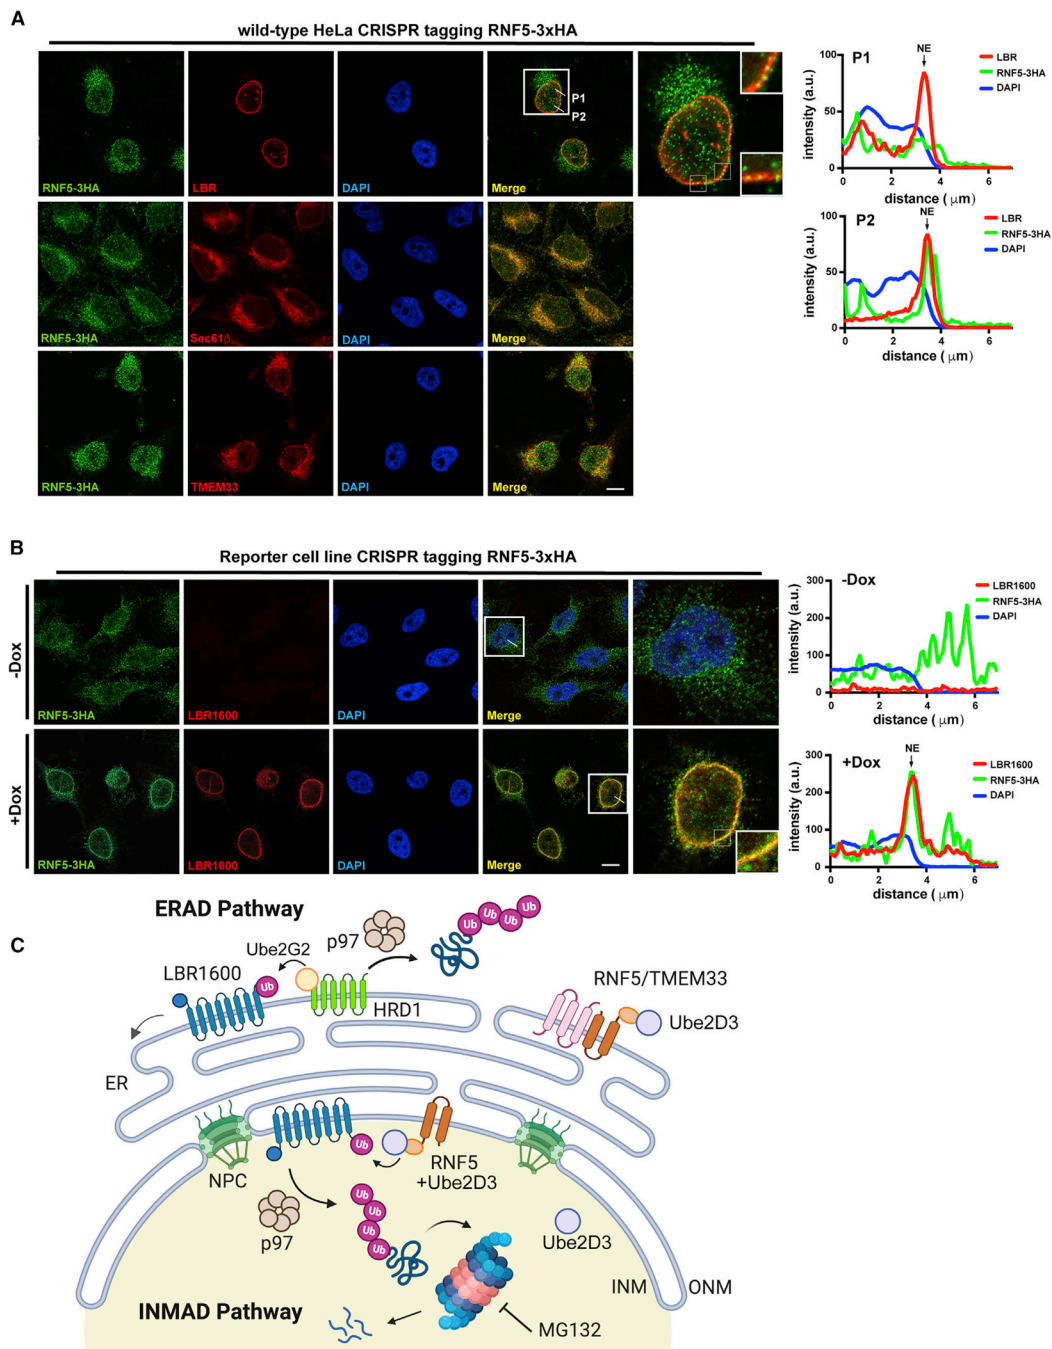 A
wild-type HeLa CRISPR tagging RNF5-3xHA
RNF5-3HA
LBR
DAPI
P1
P2
Merge
RNF5-3HA
Sec61β
DAPI
Merge
RNF5-3HA
TMEM33
DAPI
Merge
P1
NE
LBR
RNF5-3HA
DAPI
intensity (a.u.)
100
50
0
0 2 4 6
distance ( μm)
P2
NE
LBR
RNF5-3HA
DAPI
intensity (a.u.)
100
50
0
0 2 4 6
distance ( μm)
B
Reporter cell line CRISPR tagging RNF5-3xHA
-Dox
RNF5-3HA
LBR1600
DAPI
Merge
+Dox
RNF5-3HA
LBR1600
DAPI
Merge
-Dox
LBR1600
RNF5-3HA
DAPI
intensity (a.u.)
300
200
100
0
0 2 4 6
distance ( μm)
+Dox
NE
LBR1600
RNF5-3HA
DAPI
intensity (a.u.)
300
200
100
0
0 2 4 6
distance ( μm)
C
ERAD Pathway
p97
Ub Ub Ub Ub
Ube2G2
LBR1600
Ub
HRD1
RNF5/TMEM33
Ube2D3
ER
NPC
Ub
RNF5
+Ube2D3
p97
Ub
Ub
Ub
Ub
Ube2D3
INM
ONM
INMAD Pathway
MG132